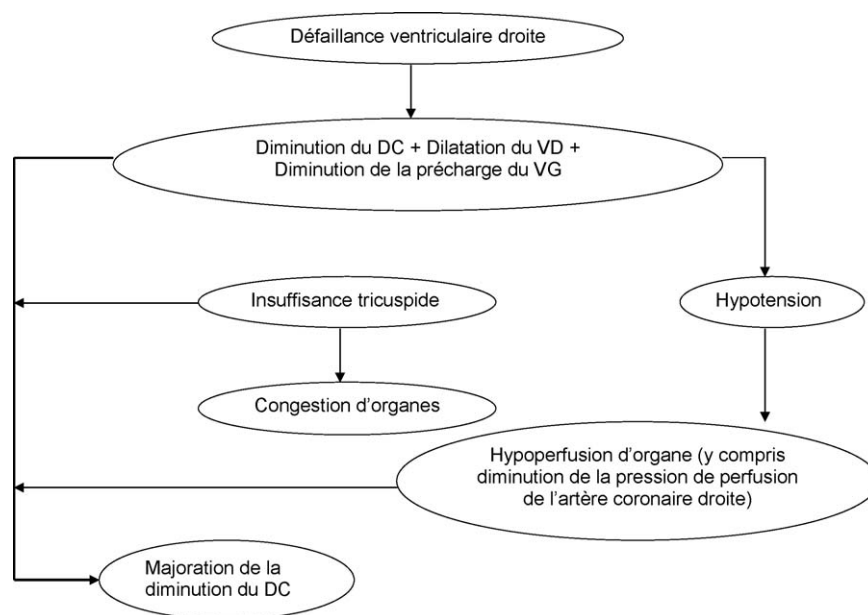 Défaillance ventriculaire droite
Diminution du DC + Dilatation du VD +
Diminution de la précharge du VG
Insuffisance tricuspide
Hypotension
Congestion d’organes
Hypoperfusion d’organe (y compris
diminution de la pression de perfusion
de l’artère coronaire droite)
Majoration de la
diminution du DC